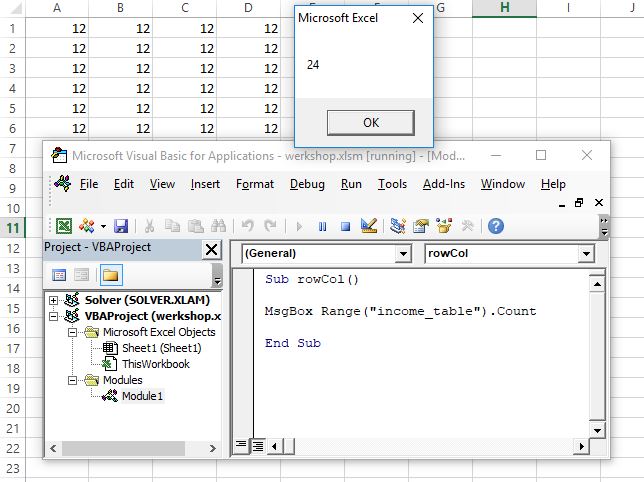 A B C D E F G H I J
Microsoft Excel
24
OK
1 12 12 12 12
2 12 12 12 12
3 12 12 12 12
4 12 12 12 12
5 12 12 12 12
6 12 12 12 12
7
8
9
10
11
12
13
14
15
16
17
18
19
20
21
22
23
Microsoft Visual Basic for Applications - werkshop.xlsm [running] - [Mod...
File Edit View Insert Format Debug Run Tools Add-Ins Window Help
Project - VBAProject
Solver (SOLVER.XLAM)
VBAProject (werkshop.x
Microsoft Excel Objects
Sheet1 (Sheet1)
ThisWorkbook
Modules
Module1
(General) rowCol
Sub rowCol()
MsgBox Range("income_table").Count
End Sub